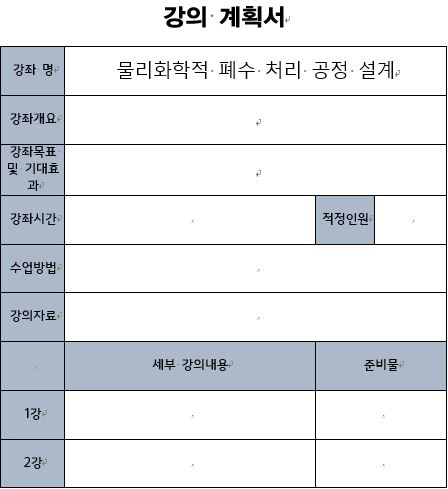 강의 계획서
강좌 명
물리화학적 폐수 처리 공정 설계
강좌개요
강좌목표
및 기대효
과
강좌시간
적정인원
수업방법
강의자료
세부 강의내용
준비물
1강
2강